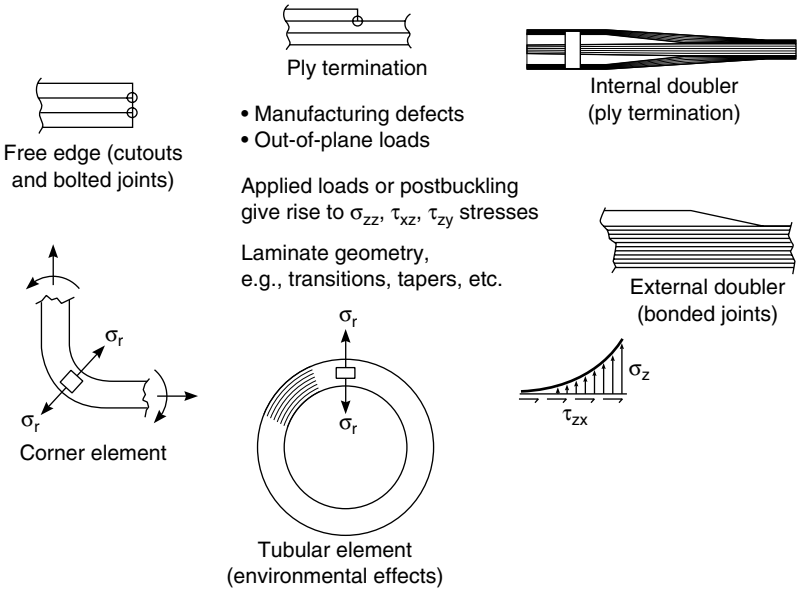 Ply termination
Internal doubler
(ply termination)
Free edge (cutouts
and bolted joints)
• Manufacturing defects
• Out-of-plane loads
Applied loads or postbuckling
give rise to σzz, τxz, τzy stresses
Laminate geometry,
e.g., transitions, tapers, etc.
External doubler
(bonded joints)
σr
σr
Corner element
σr
σr
Tubular element
(environmental effects)
σz
τzx